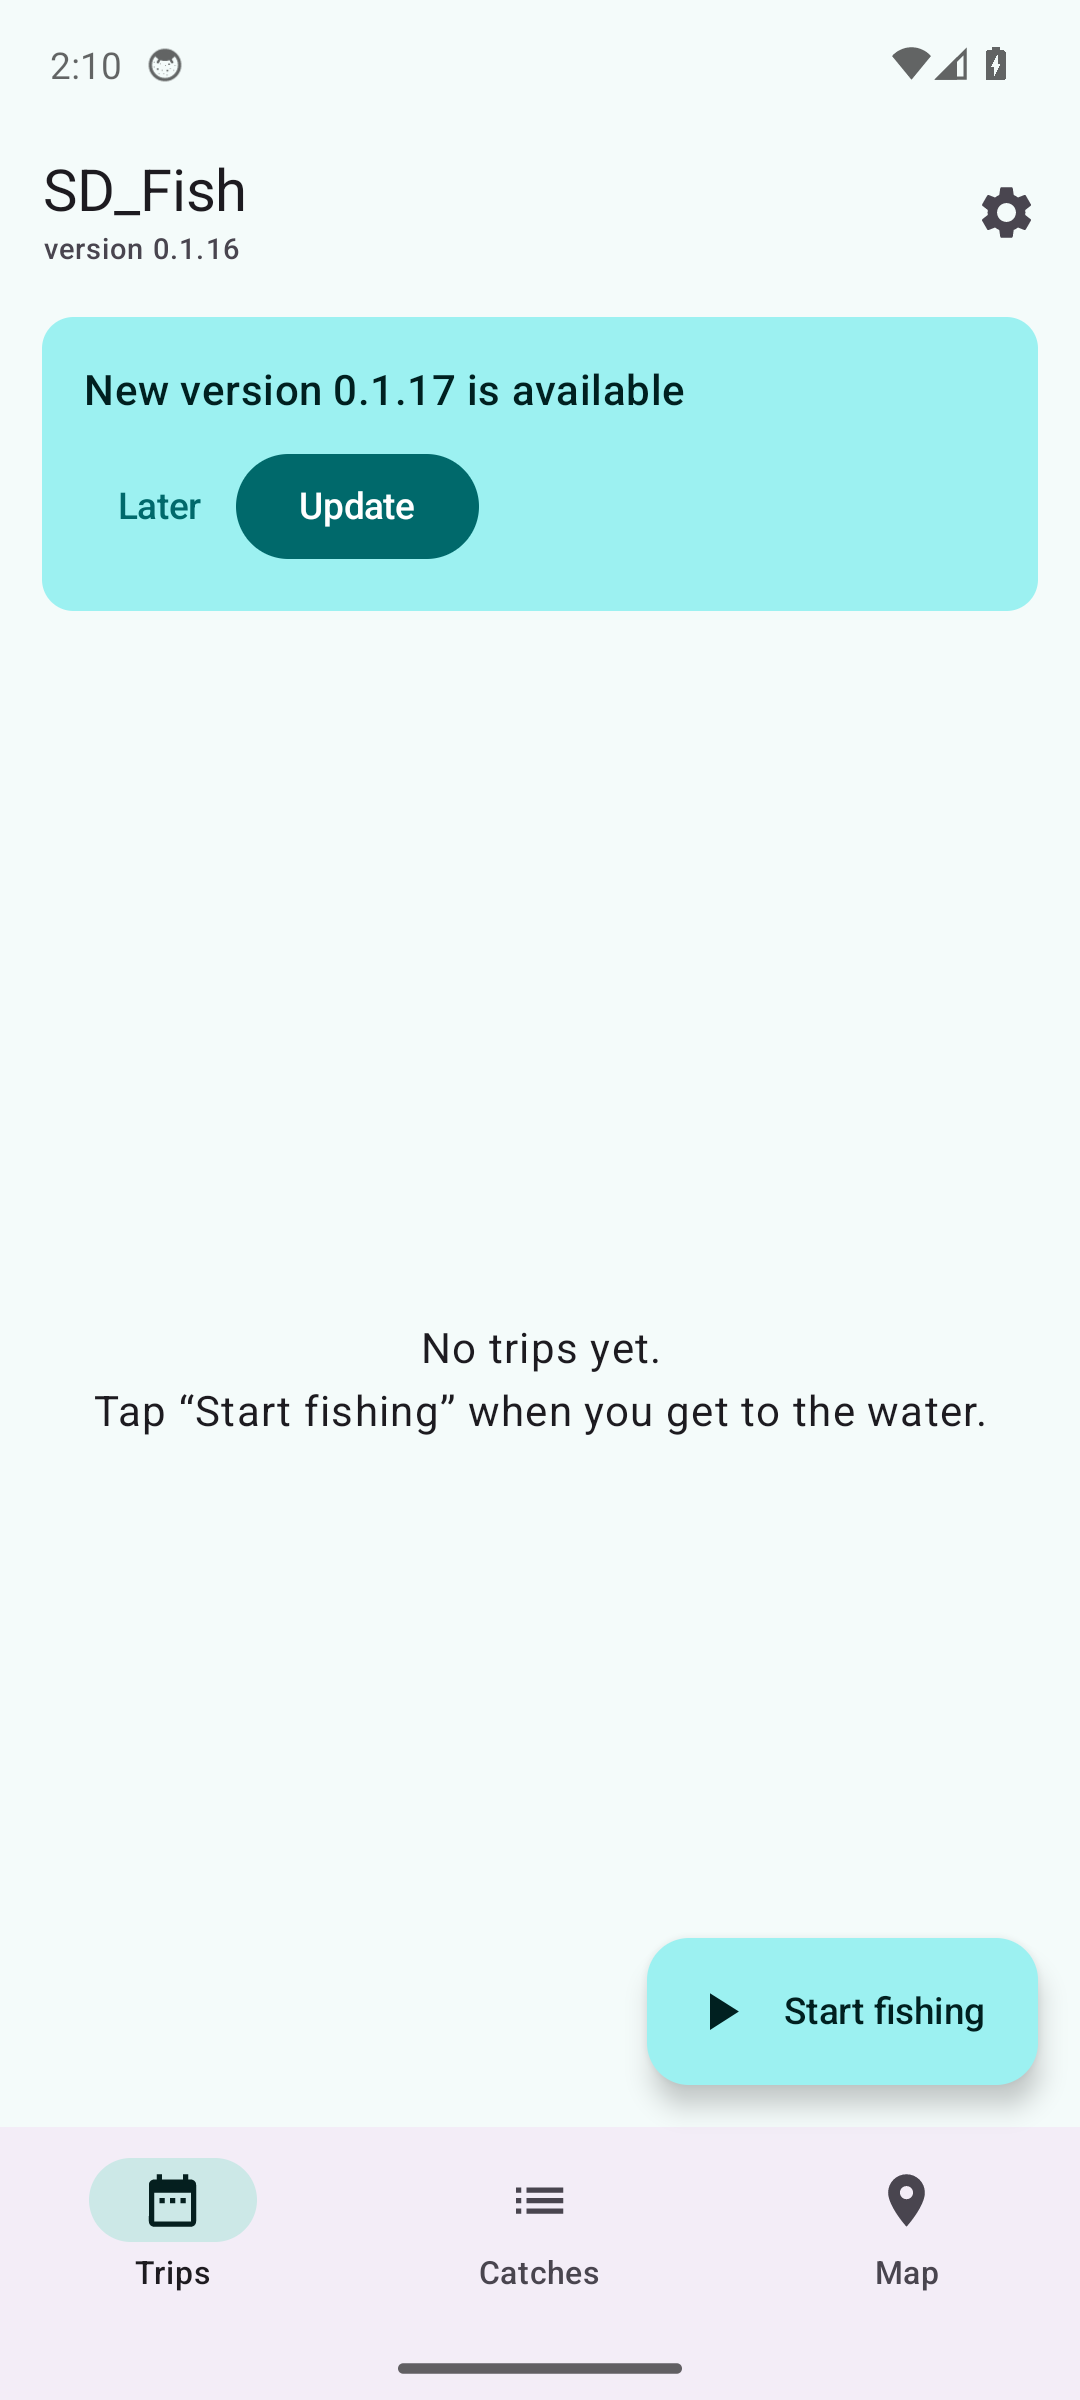 2:10
SD_Fish
version 0.1.16
New version 0.1.17 is available
Later
Update
No trips yet.
Tap “Start fishing” when you get to the water.
Start fishing
Trips
Catches
Map